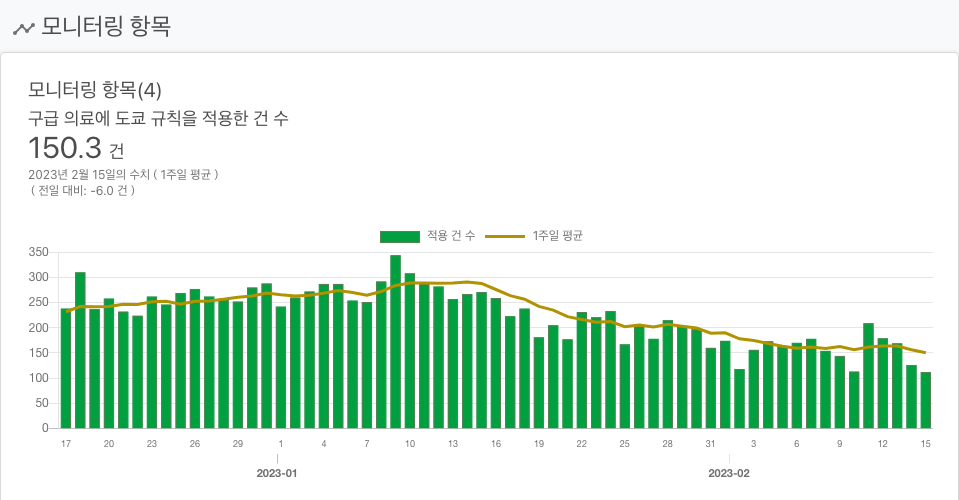 모니터링 항목
모니터링 항목(4)
구급 의료에 도쿄 규칙을 적용한 건 수
150.3 건
2023년 2월 15일의 수치 ( 1주일 평균 )
( 전일 대비: -6.0 건 )
적용 건 수 1주일 평균
350
300
250
200
150
100
50
0
17 20 23 26 29 1 4 7 10 13 16 19 22 25 28 31 3 6 9 12 15
2023-01 2023-02